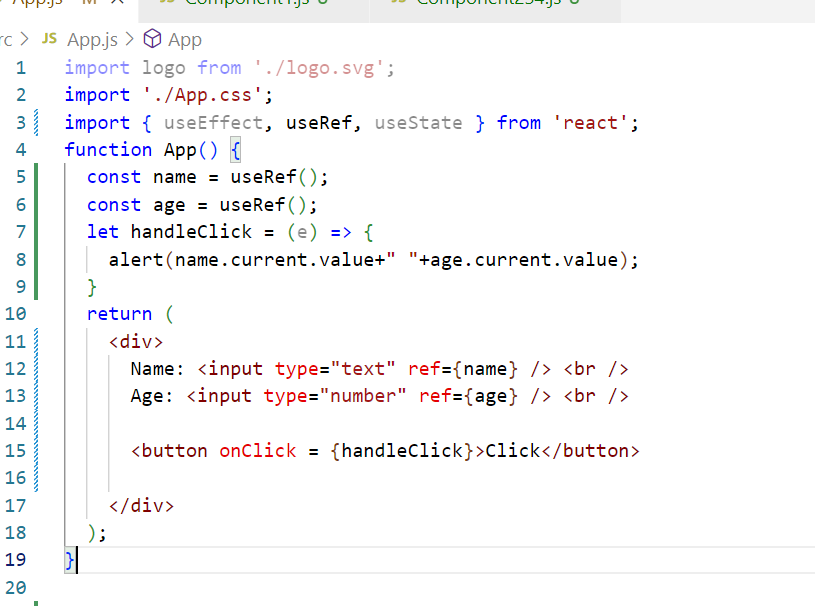 App.js M × JS Component1.js U JS Component234.js U
rc > JS App.js > App
1 import logo from './logo.svg';
2 import './App.css';
3 import { useEffect, useRef, useState } from 'react';
4 function App() {
5 const name = useRef();
6 const age = useRef();
7 let handleClick = (e) => {
8 alert(name.current.value+" "+age.current.value);
9 }
10 return (
11 <div>
12 Name: <input type="text" ref={name} /> <br />
13 Age: <input type="number" ref={age} /> <br />
14
15 <button onClick = {handleClick}>Click</button>
16
17 </div>
18 );
19 }
20